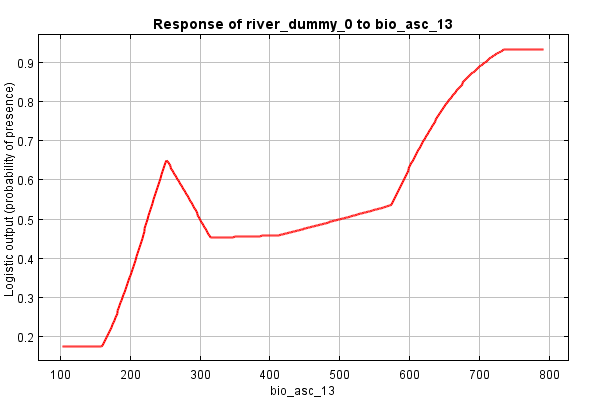 Response of river_dummy_0 to bio_asc_13
Logistic output (probability of presence)
0.9
0.8
0.7
0.6
0.5
0.4
0.3
0.2
100 200 300 400 500 600 700 800
bio_asc_13